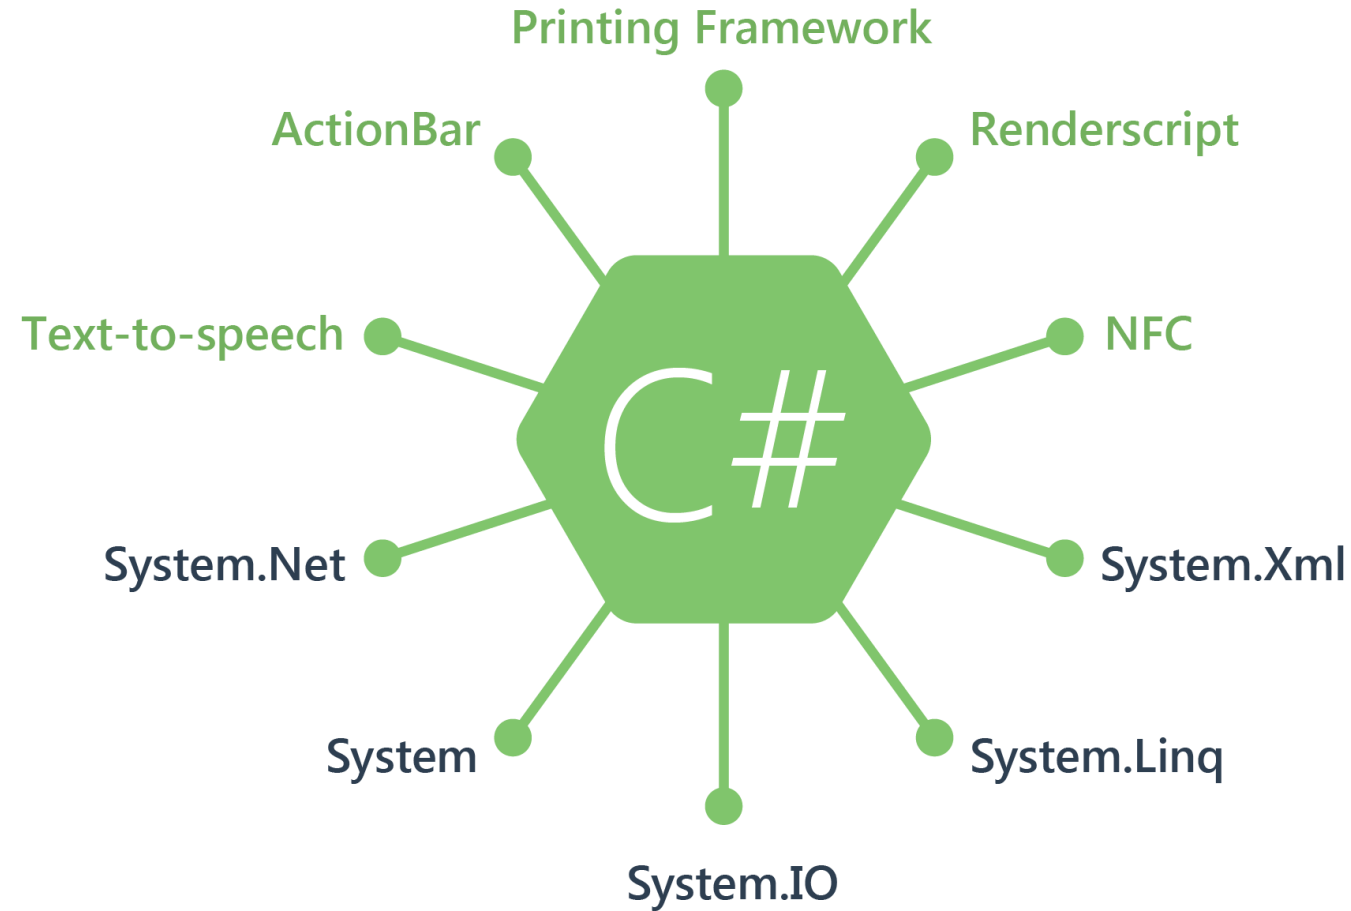 Printing Framework
ActionBar
Renderscript
Text-to-speech
NFC
C#
System.Net
System.Xml
System
System.Linq
System.IO